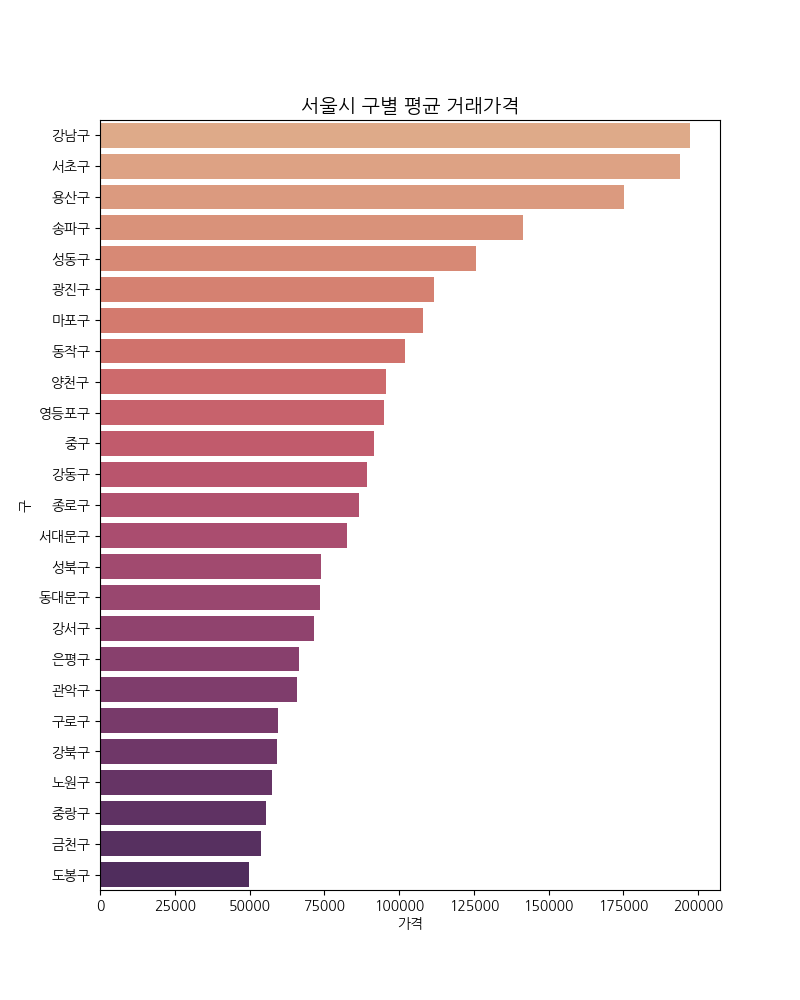 서울시 구별 평균 거래가격
강남구
서초구
용산구
송파구
성동구
광진구
마포구
동작구
양천구
영등포구
중구
강동구
종로구
서대문구
성북구
동대문구
강서구
은평구
관악구
구로구
강북구
노원구
중랑구
금천구
도봉구
구
0 25000 50000 75000 100000 125000 150000 175000 200000
가격